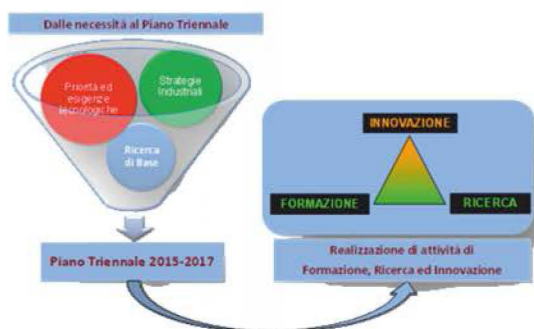 Dalle necessità al Piano Triennale
Priorità ed
esigenze
tecnologiche
Strategie
Industriali
Ricerca
di Base
Piano Triennale 2015-2017
INNOVAZIONE
FORMAZIONE
RICERCA
Realizzazione di attività di
Formazione, Ricerca ed Innovazione